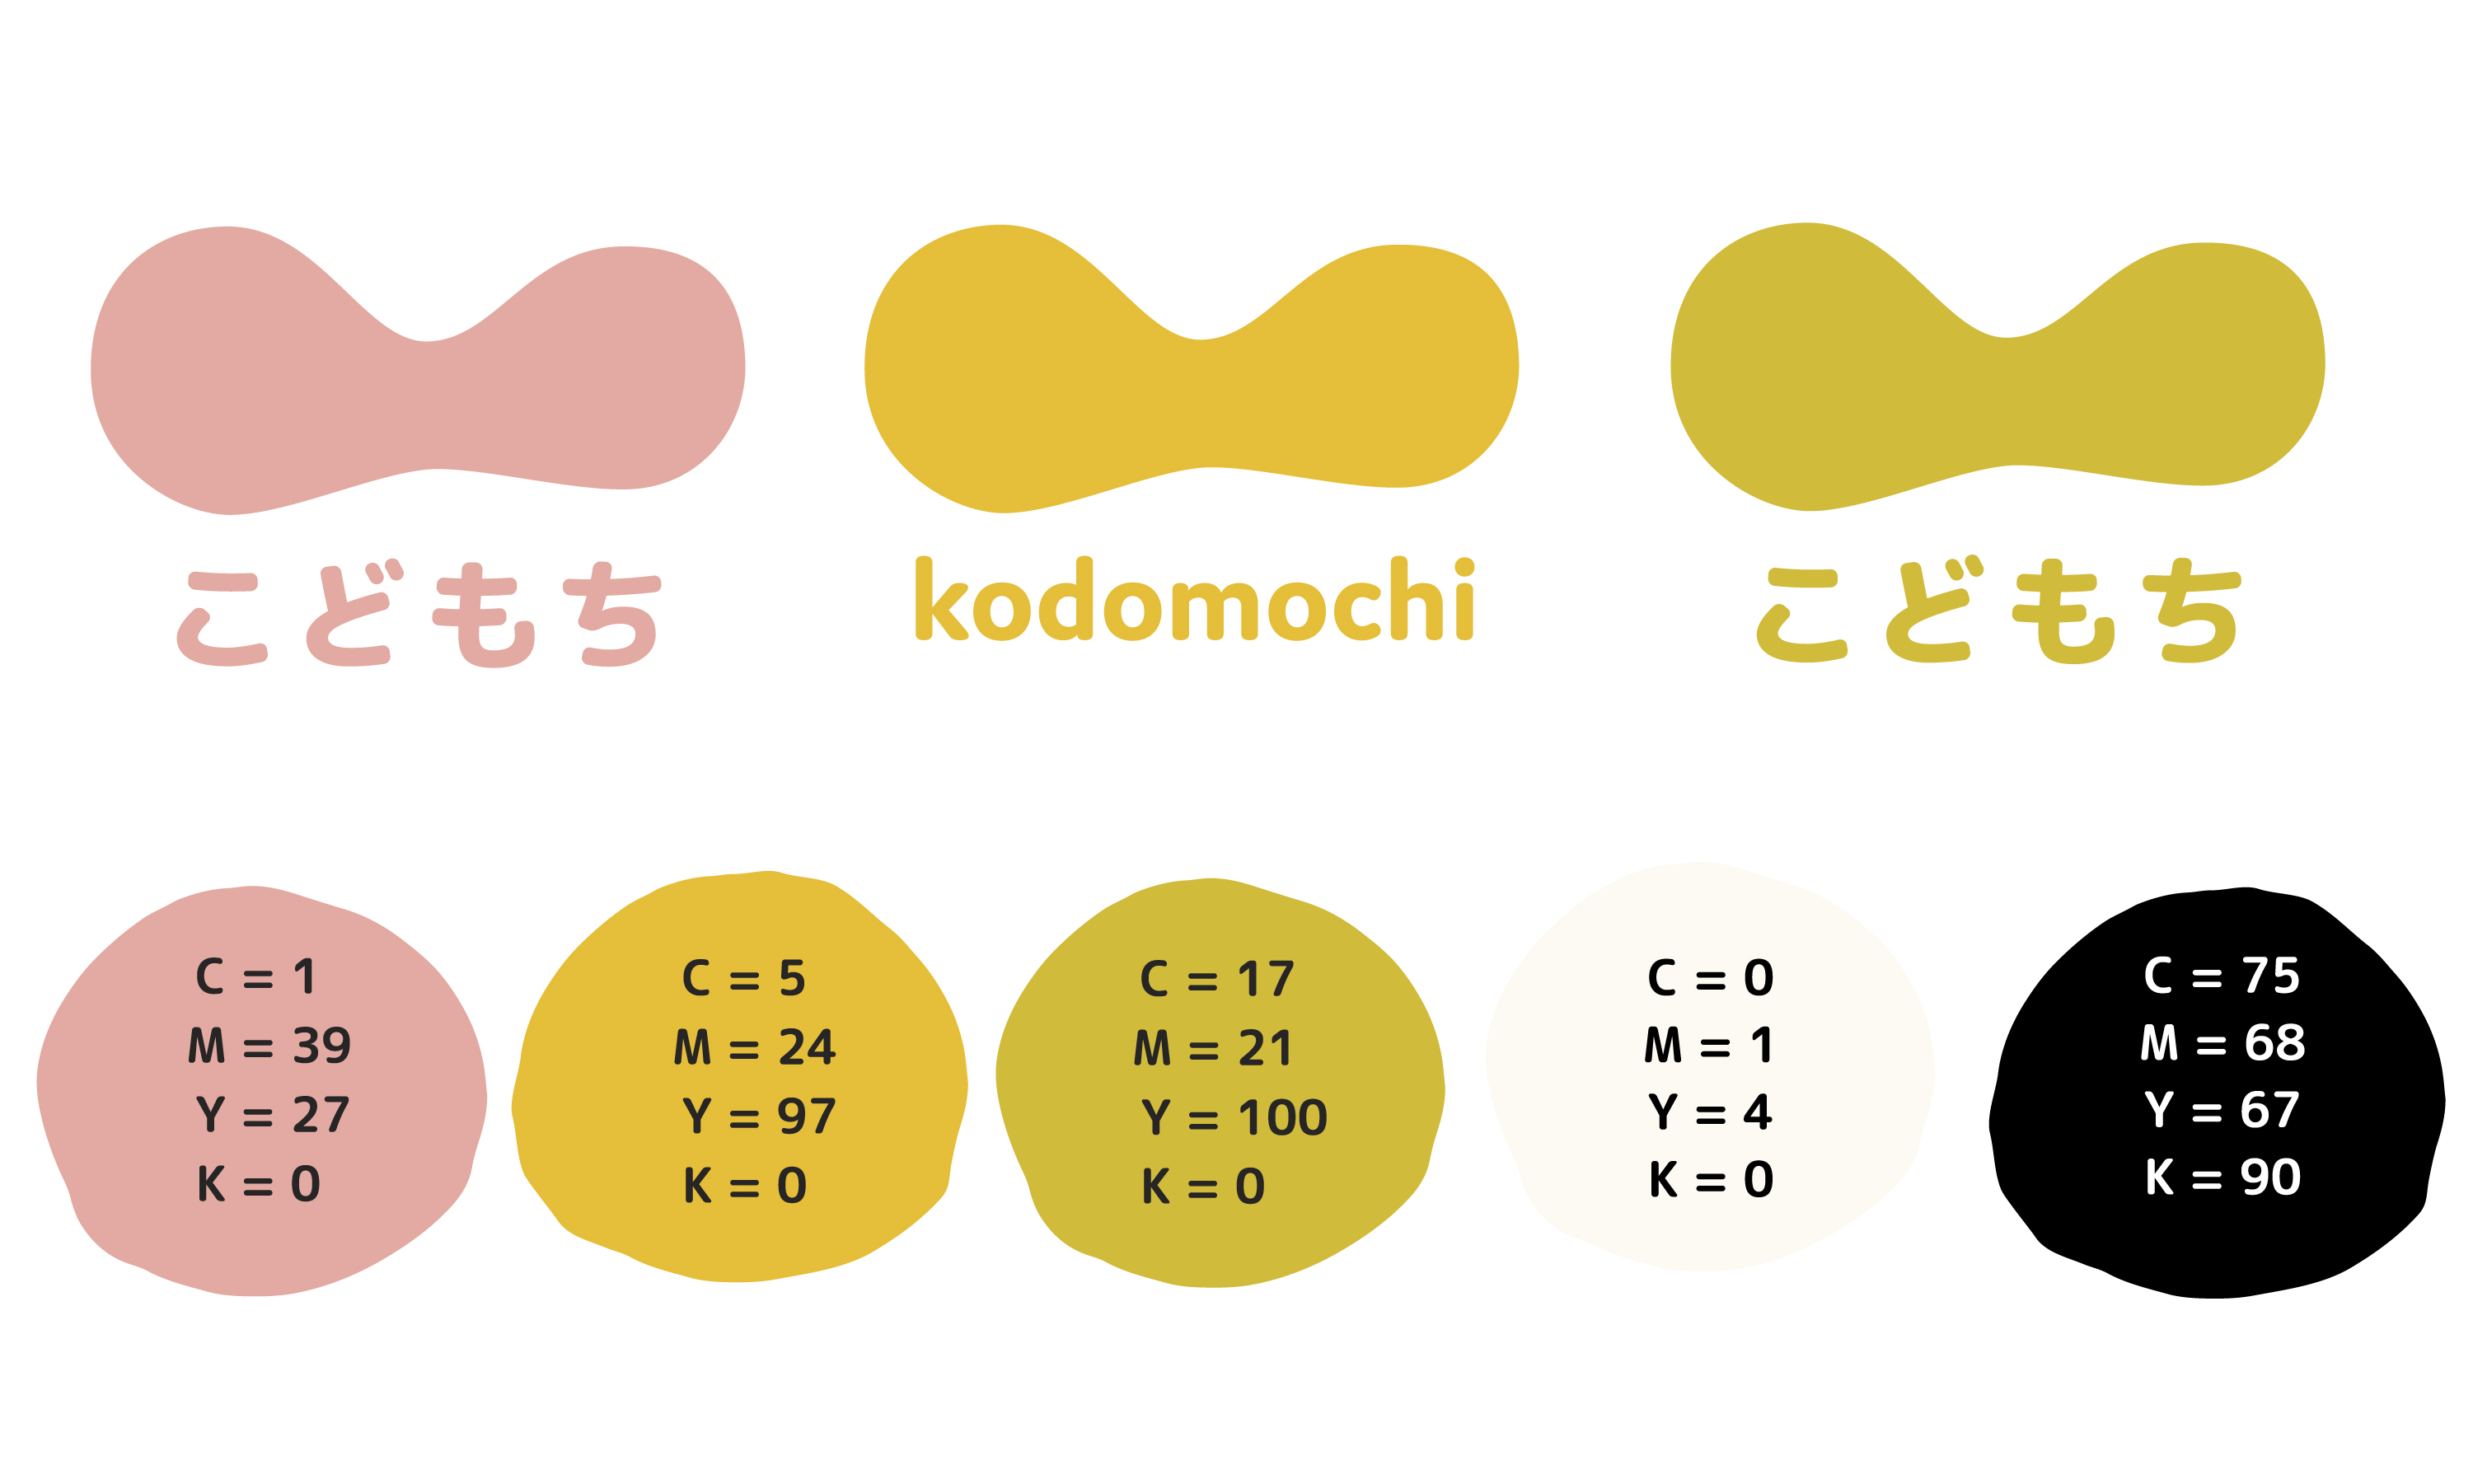 こどもち
kodomochi
こどもち
C = 1
M = 39
Y = 27
K = 0
C = 5
M = 24
Y = 97
K = 0
C = 17
M = 21
Y = 100
K = 0
C = 0
M = 1
Y = 4
K = 0
C = 75
M = 68
Y = 67
K = 90